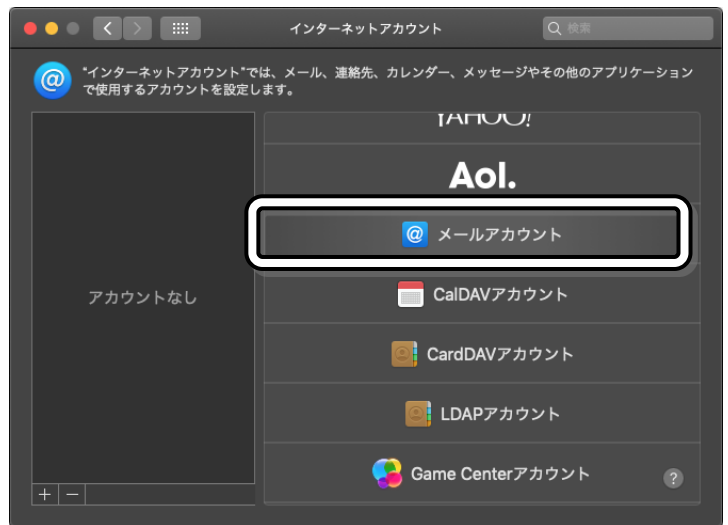 インターネットアカウント
検索
"インターネットアカウント"では、メール、連絡先、カレンダー、メッセージやその他のアプリケーション
で使用するアカウントを設定します。
YAHOO!
Aol.
@ メールアカウント
CalDAVアカウント
アカウントなし
CardDAVアカウント
LDAPアカウント
Game Centerアカウント
?
+ −